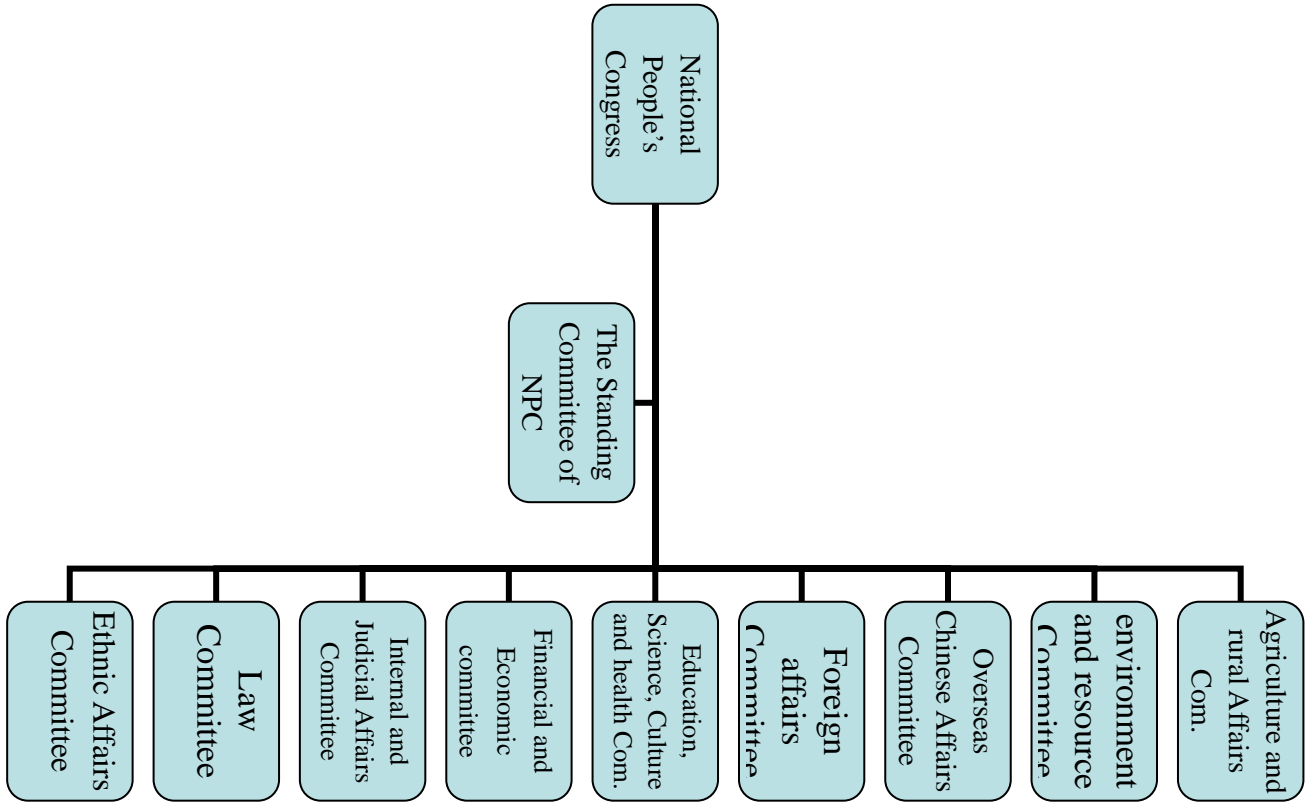 National
People's
Congress
The Standing
Committee of
NPC
Agriculture and
rural Affairs
Com.
environment
and resource
Committee
Overseas
Chinese Affairs
Committee
Foreign
affairs
Committee
Education,
Science, Culture
and health Com.
Financial and
Economic
committee
Internal and
Judicial Affairs
Committee
Law
Committee
Ethnic Affairs
Committee